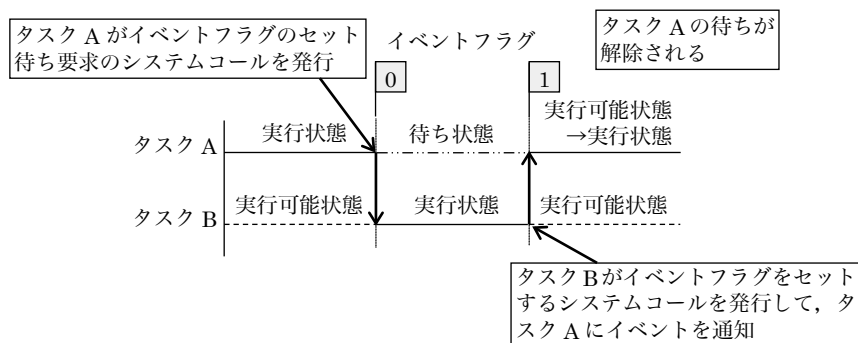 タスク A がイベントフラグのセット
待ち要求のシステムコールを発行
イベントフラグ
タスク A の待ちが
解除される
0
1
実行可能状態
→実行状態
タスク A
実行状態
待ち状態
タスク B
実行可能状態
実行状態
実行可能状態
タスク B がイベントフラグをセット
するシステムコールを発行して，タ
スク A にイベントを通知